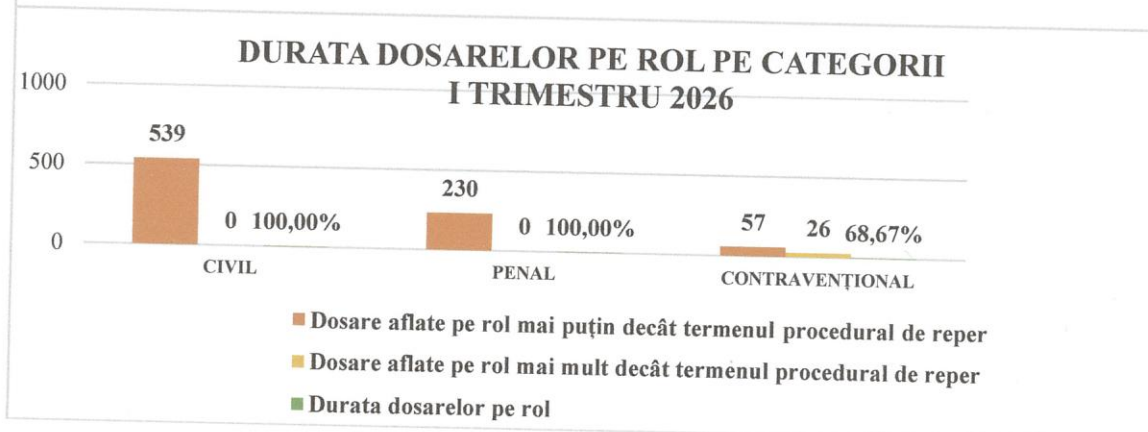 DURATA DOSARELOR PE ROL PE CATEGORII
I TRIMESTRU 2026
1000
500
0
539
0 100,00%
230
0 100,00%
57
26 68,67%
CIVIL
PENAL
CONTRAVENȚIONAL
Dosare aflate pe rol mai puțin decât termenul procedural de reper
Dosare aflate pe rol mai mult decât termenul procedural de reper
Durata dosarelor pe rol